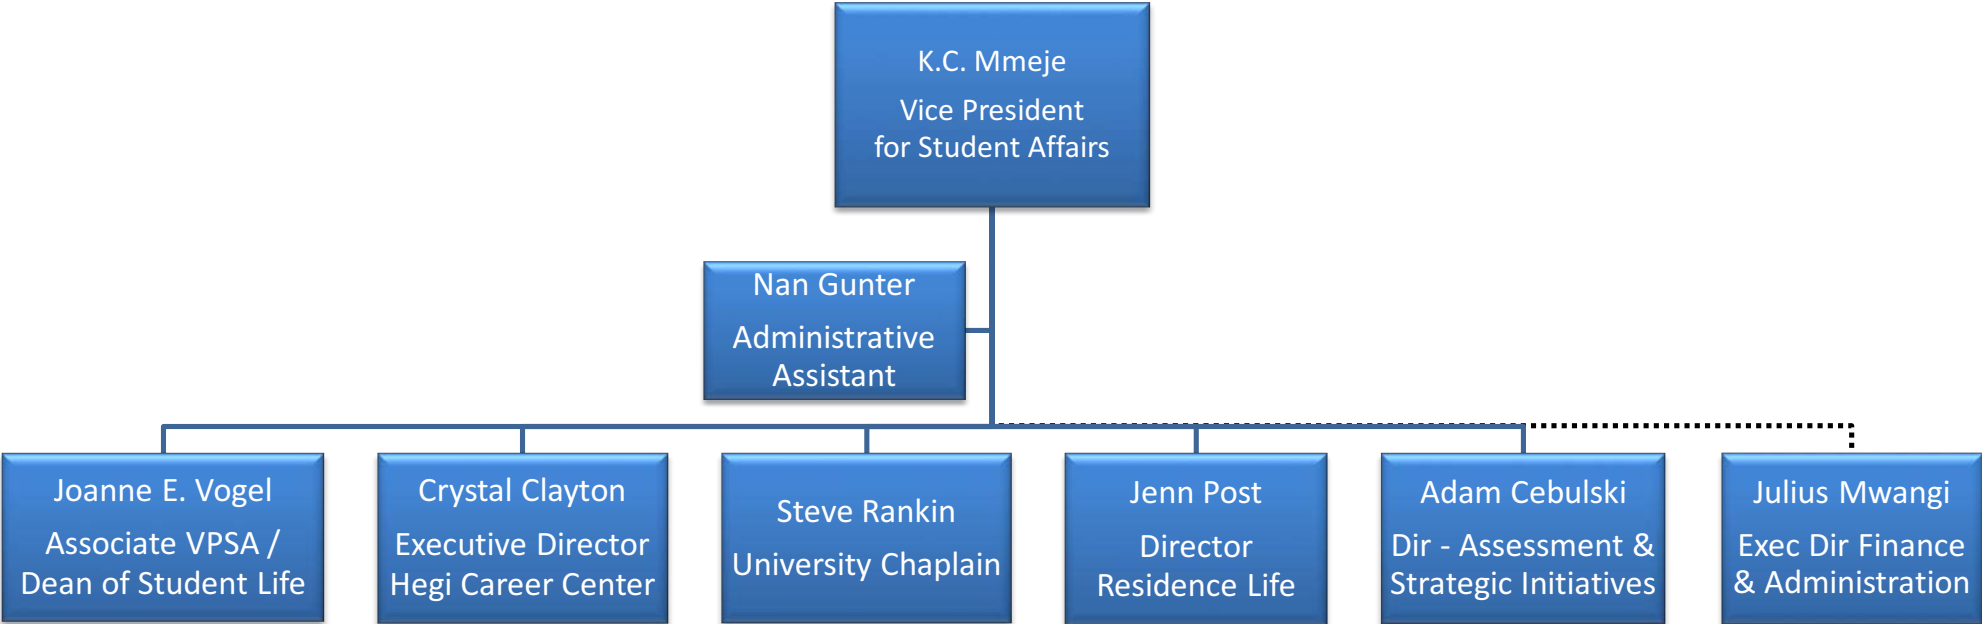 K.C. Mmeje
Vice President
for Student Affairs
Nan Gunter
Administrative
Assistant
Joanne E. Vogel
Associate VPSA /
Dean of Student Life
Crystal Clayton
Executive Director
Hegi Career Center
Steve Rankin
University Chaplain
Jenn Post
Director
Residence Life
Adam Cebulski
Dir - Assessment &
Strategic Initiatives
Julius Mwangi
Exec Dir Finance
& Administration